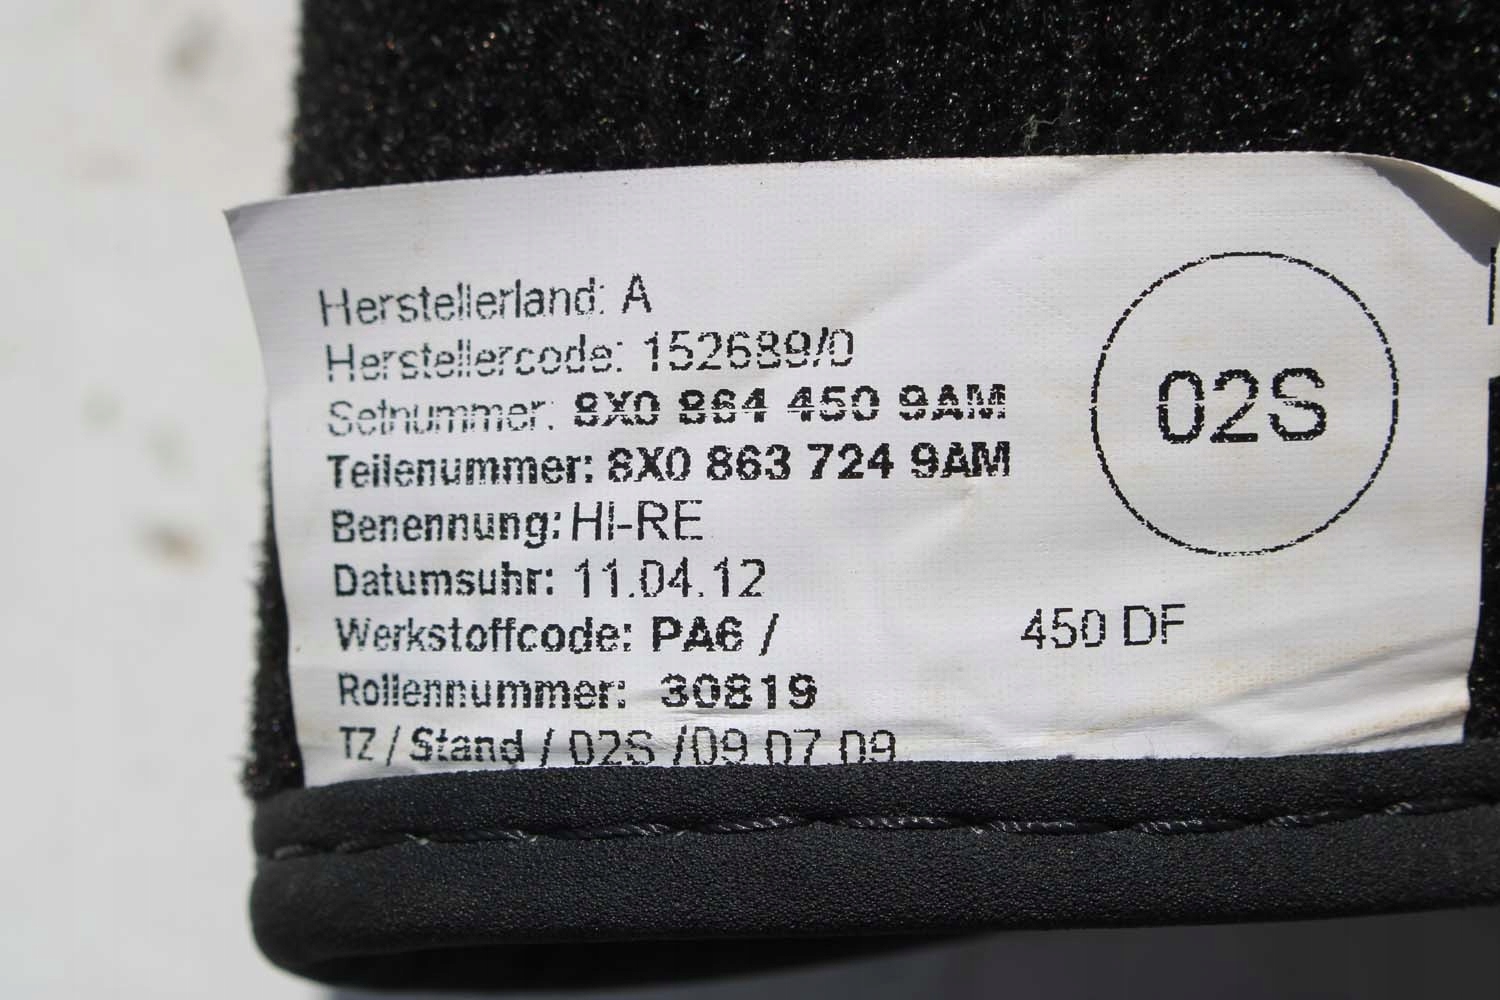 Herstellerland: A
Herstellercode: 152689/0
Setnummer: 8X0 864 450 9AM
Teilenummer: 8X0 863 724 9AM
Benennung: HI-RE
Datumsuhr: 11.04.12
Werkstoffcode: PA6 / 450 DF
Rollennummer: 30819
TZ / Stand / 02S /09 07 09
02S